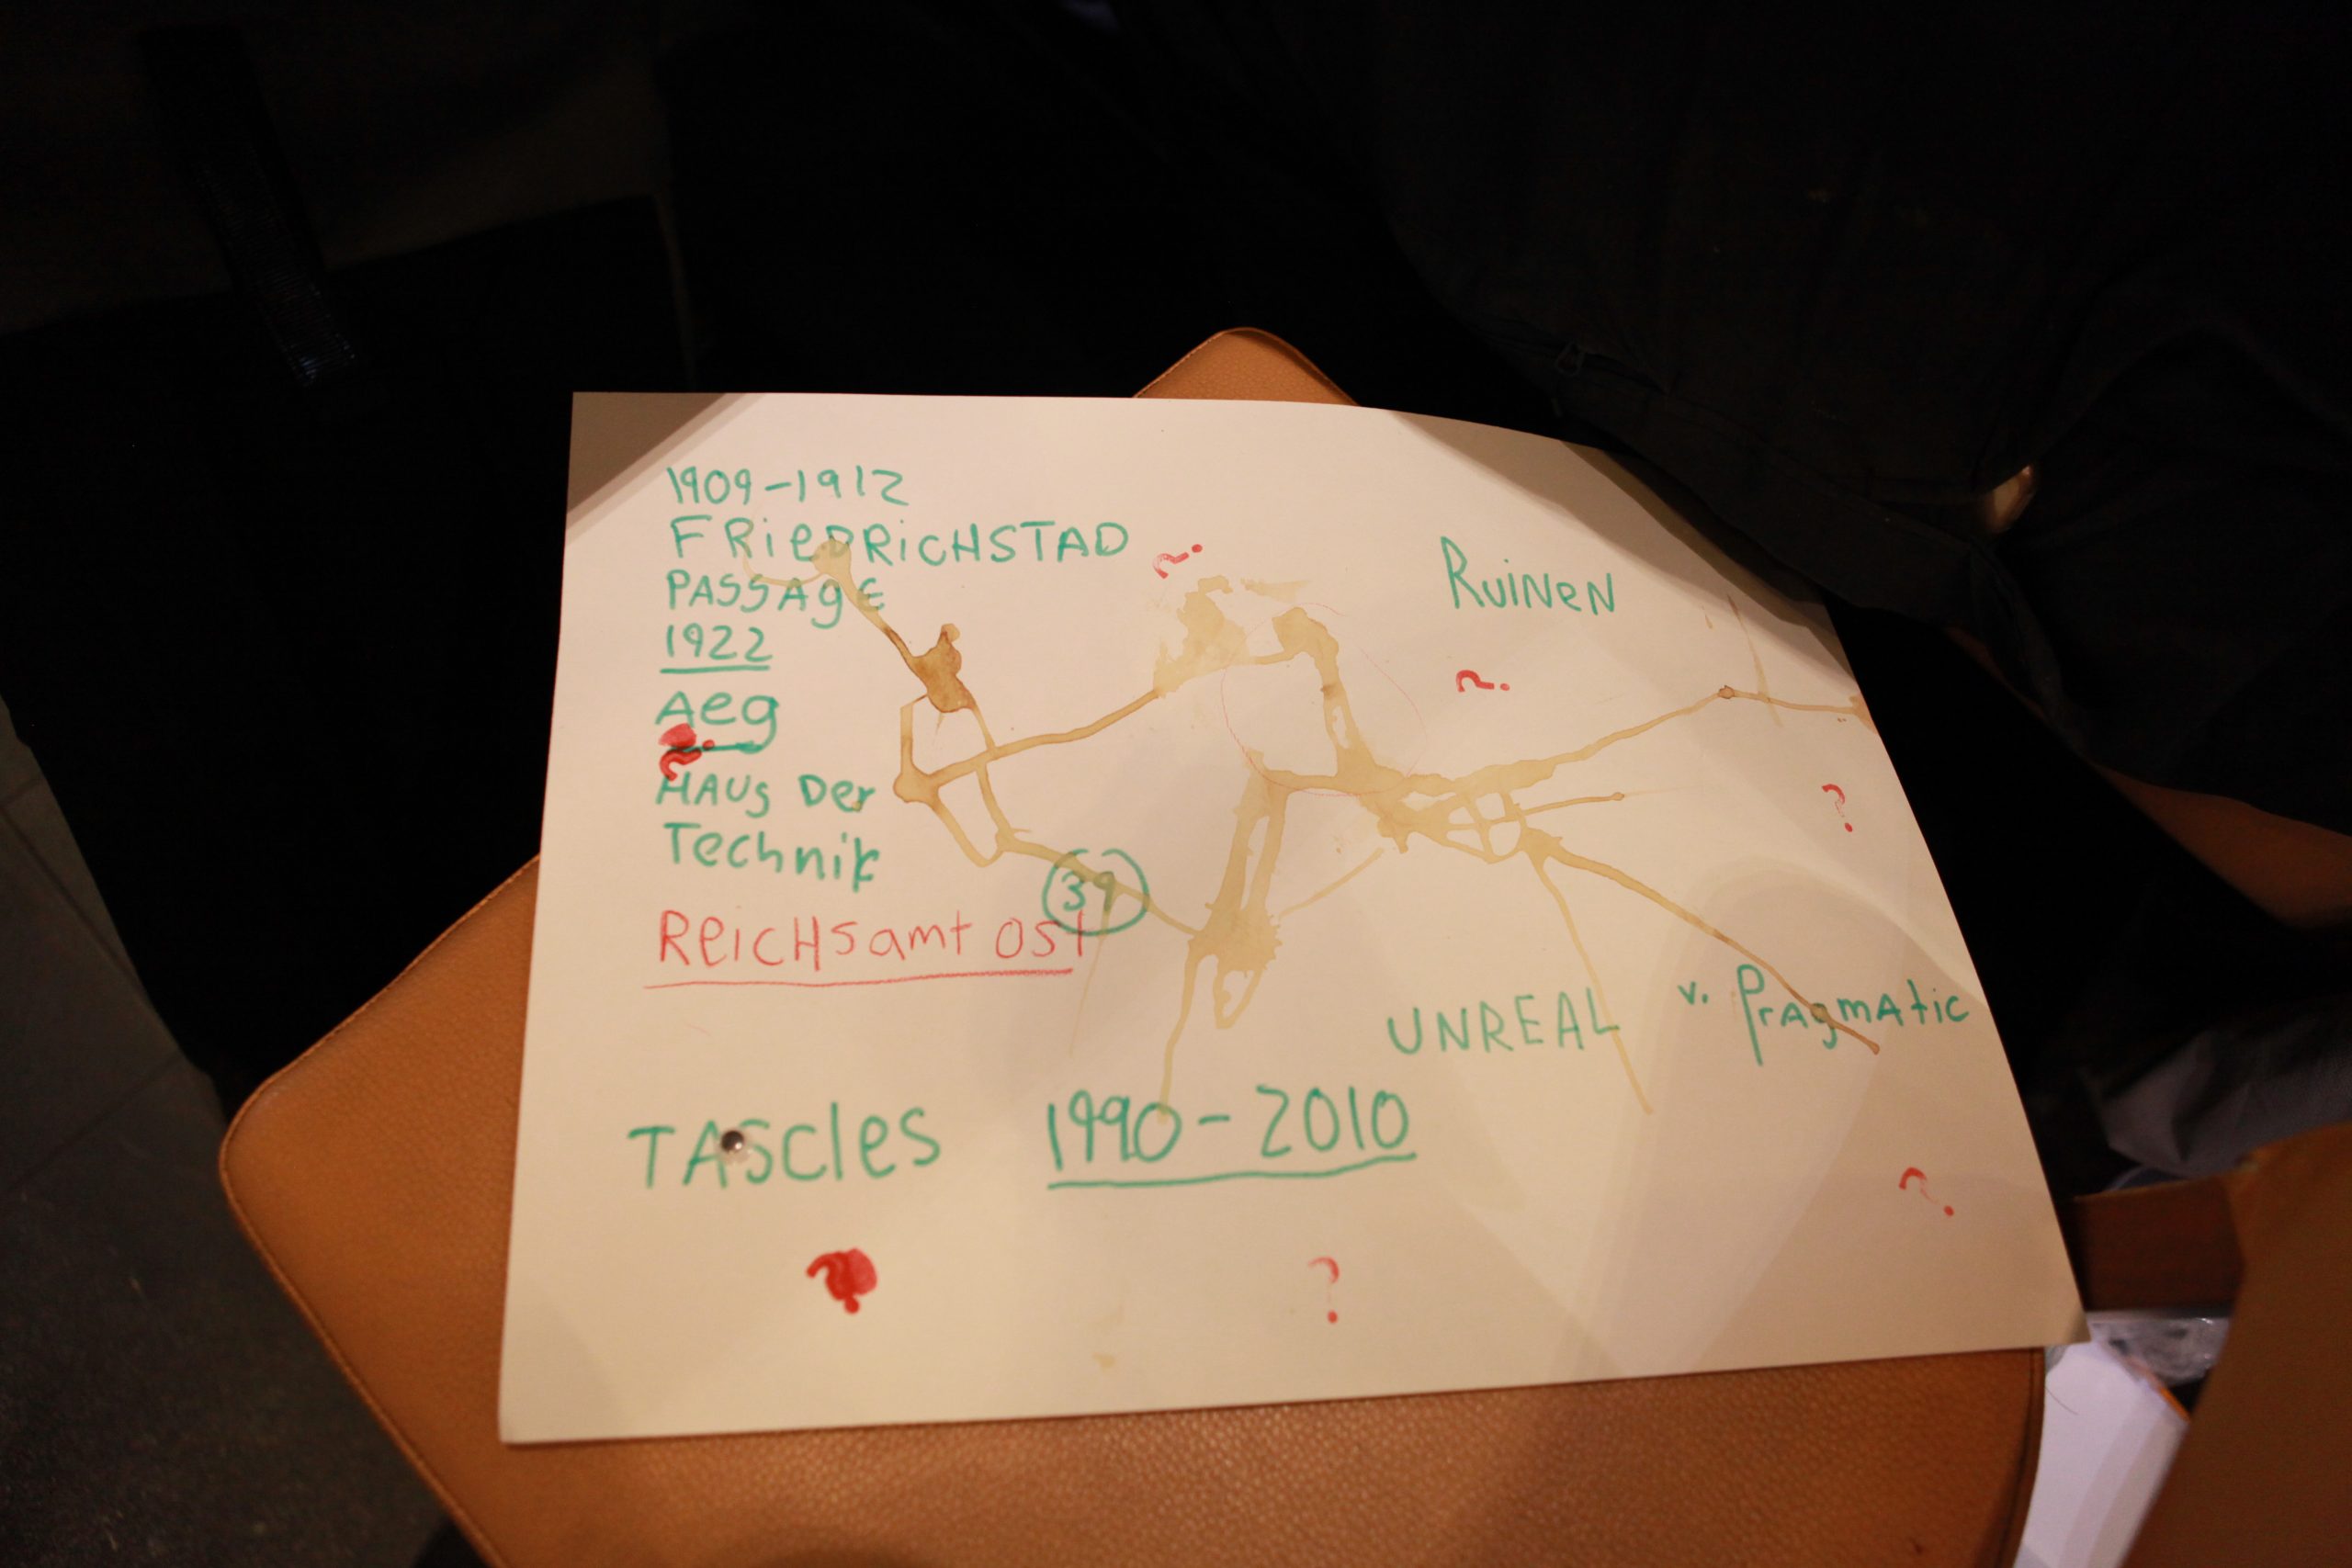 1909-1912
FRieDRiCHSTAD
PASSAgE
1922
Aeg
?
HAUs Der
Technik
39
ReicHsamt ost
?
RuiNeN
?
?
UNREAL v. PragmAtic
TAScles 1990-2010
?
?
?